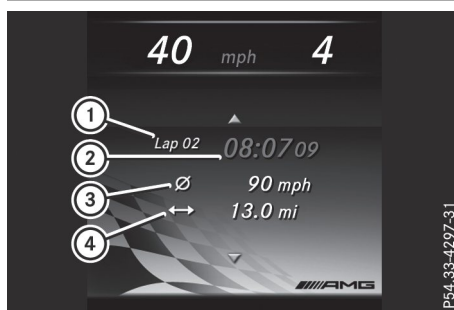 40 mph 4
1
Lap 02 08:07 09
2
3
Ø 90 mph
↔ 13.0 mi
4
AMG
P54.33-4297-31